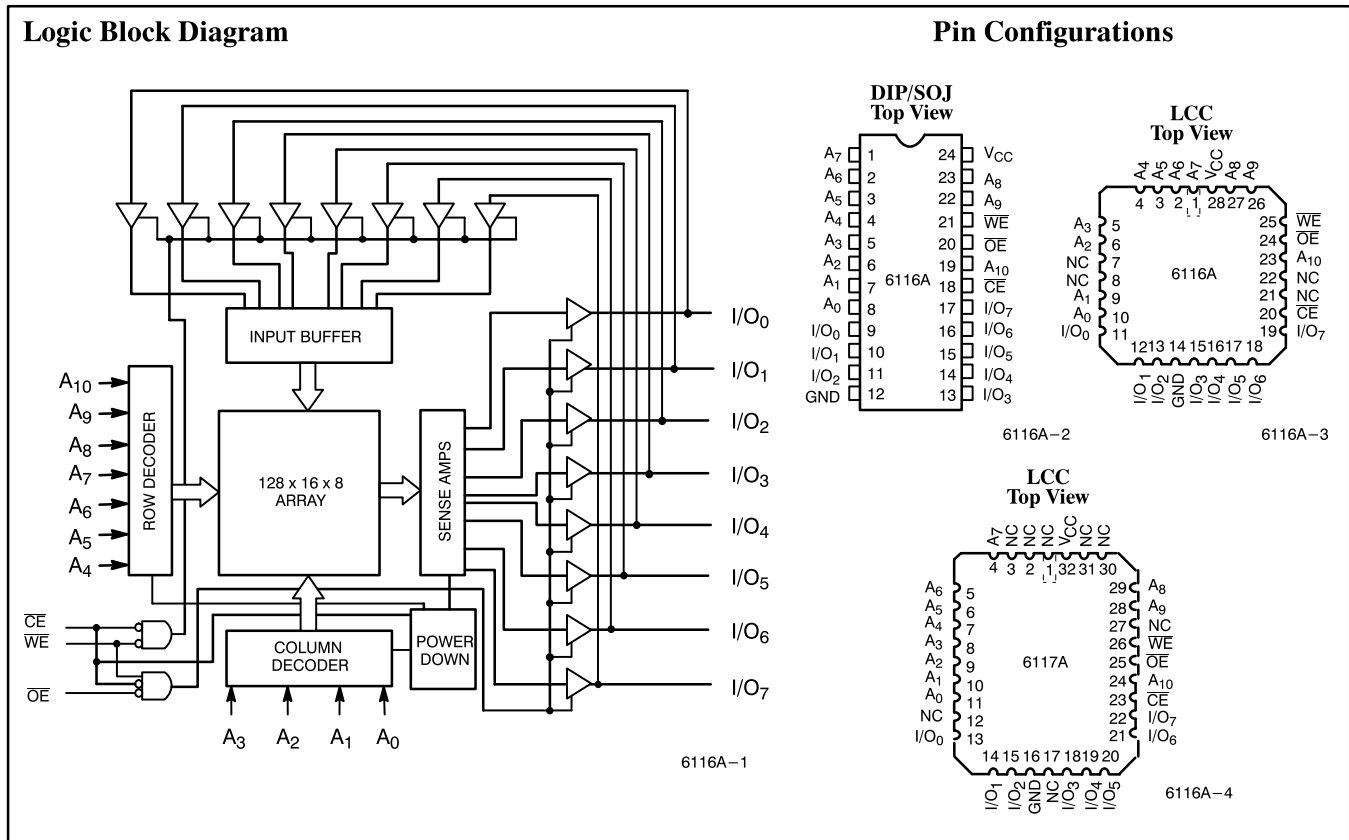 Logic Block Diagram
INPUT BUFFER
A10
A9
A8
A7
A6
A5
A4
ROW DECODER
128 x 16 x 8
ARRAY
SENSE AMPS
I/O0
I/O1
I/O2
I/O3
I/O4
I/O5
I/O6
I/O7
CE
WE
OE
COLUMN
DECODER
POWER
DOWN
A3 A2 A1 A0
6116A−1
Pin Configurations
DIP/SOJ
Top View
A7 1 24 VCC
A6 2 23 A8
A5 3 22 A9
A4 4 21 WE
A3 5 20 OE
A2 6 19 A10
A1 7 18 CE
A0 8 17 I/O7
I/O0 9 16 I/O6
I/O1 10 15 I/O5
I/O2 11 14 I/O4
GND 12 13 I/O3
6116A
6116A−2
LCC
Top View
A4 A5 A6 A7 VCC A8 A9
4 3 2 1 28 27 26
A3 5 25 WE
A2 6 24 OE
NC 7 23 A10
NC 8 22 NC
A1 9 21 NC
A0 10 20 CE
I/O0 11 19 I/O7
6116A
12 13 14 15 16 17 18
I/O1 I/O2 GND I/O3 I/O4 I/O5 I/O6
6116A−3
LCC
Top View
A7 NC NC NC VCC NC NC
4 3 2 1 32 31 30
A6 5 29 A8
A5 6 28 A9
A4 7 27 NC
A3 8 26 WE
A2 9 25 OE
A1 10 24 A10
A0 11 23 CE
NC 12 22 I/O7
I/O0 13 21 I/O6
6117A
14 15 16 17 18 19 20
I/O1 I/O2 GND NC I/O3 I/O4 I/O5
6116A−4